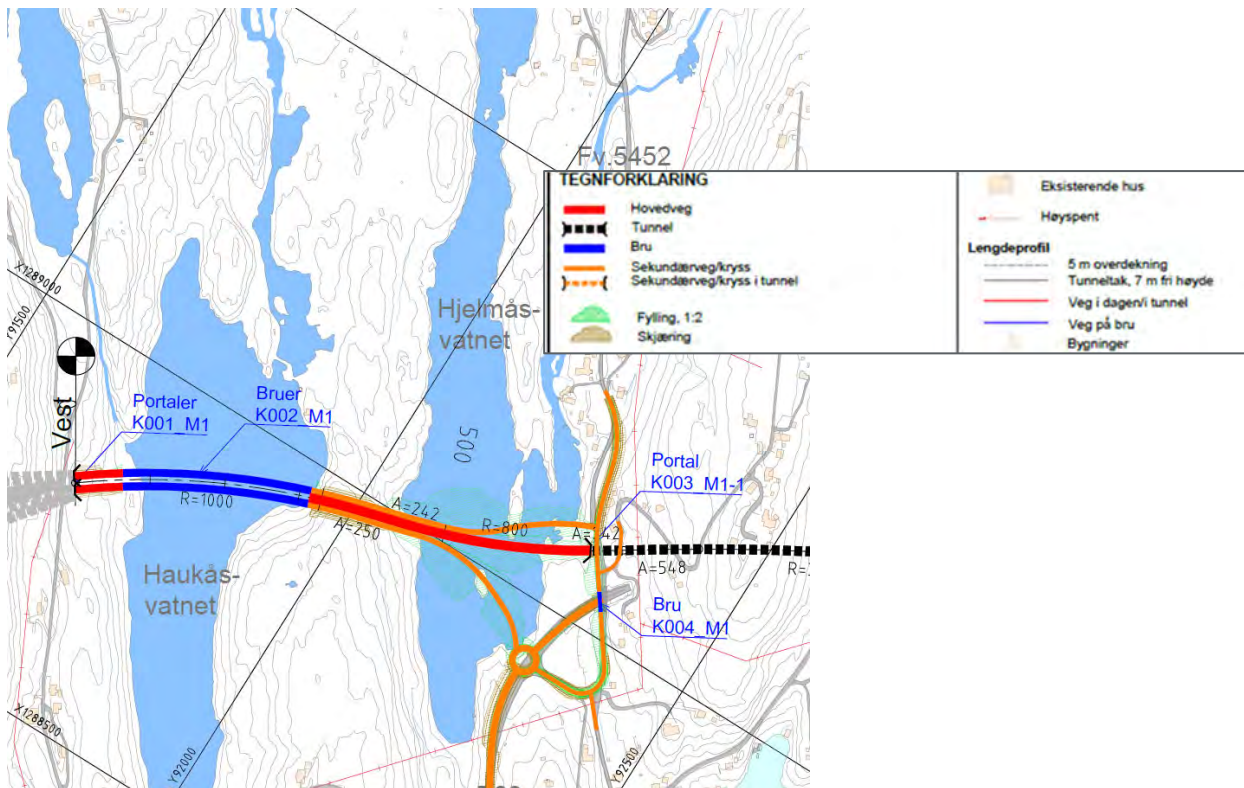 Fv.5452
TEGNFORKLARING
Hovedveg
Tunnel
Bru
Sekundærveg/kryss
Sekundærveg/kryss i tunnel
Fylling, 1:2
Skjæring
Eksisterende hus
Høyspent
Lengdeprofil
5 m overdekning
Tunneltak, 7 m fri høyde
Veg i dagen/i tunnel
Veg på bru
Bygninger
X1289000
Y91500
Hjelmås-
vatnet
Vest
Portaler
K001_M1
Bruer
K002_M1
500
Portal
K003_M1-1
R=1000
A=242
A=250
R=800
A=548
Haukås-
vatnet
Bru
K004_M1
X1288500
Y92000
Y92500